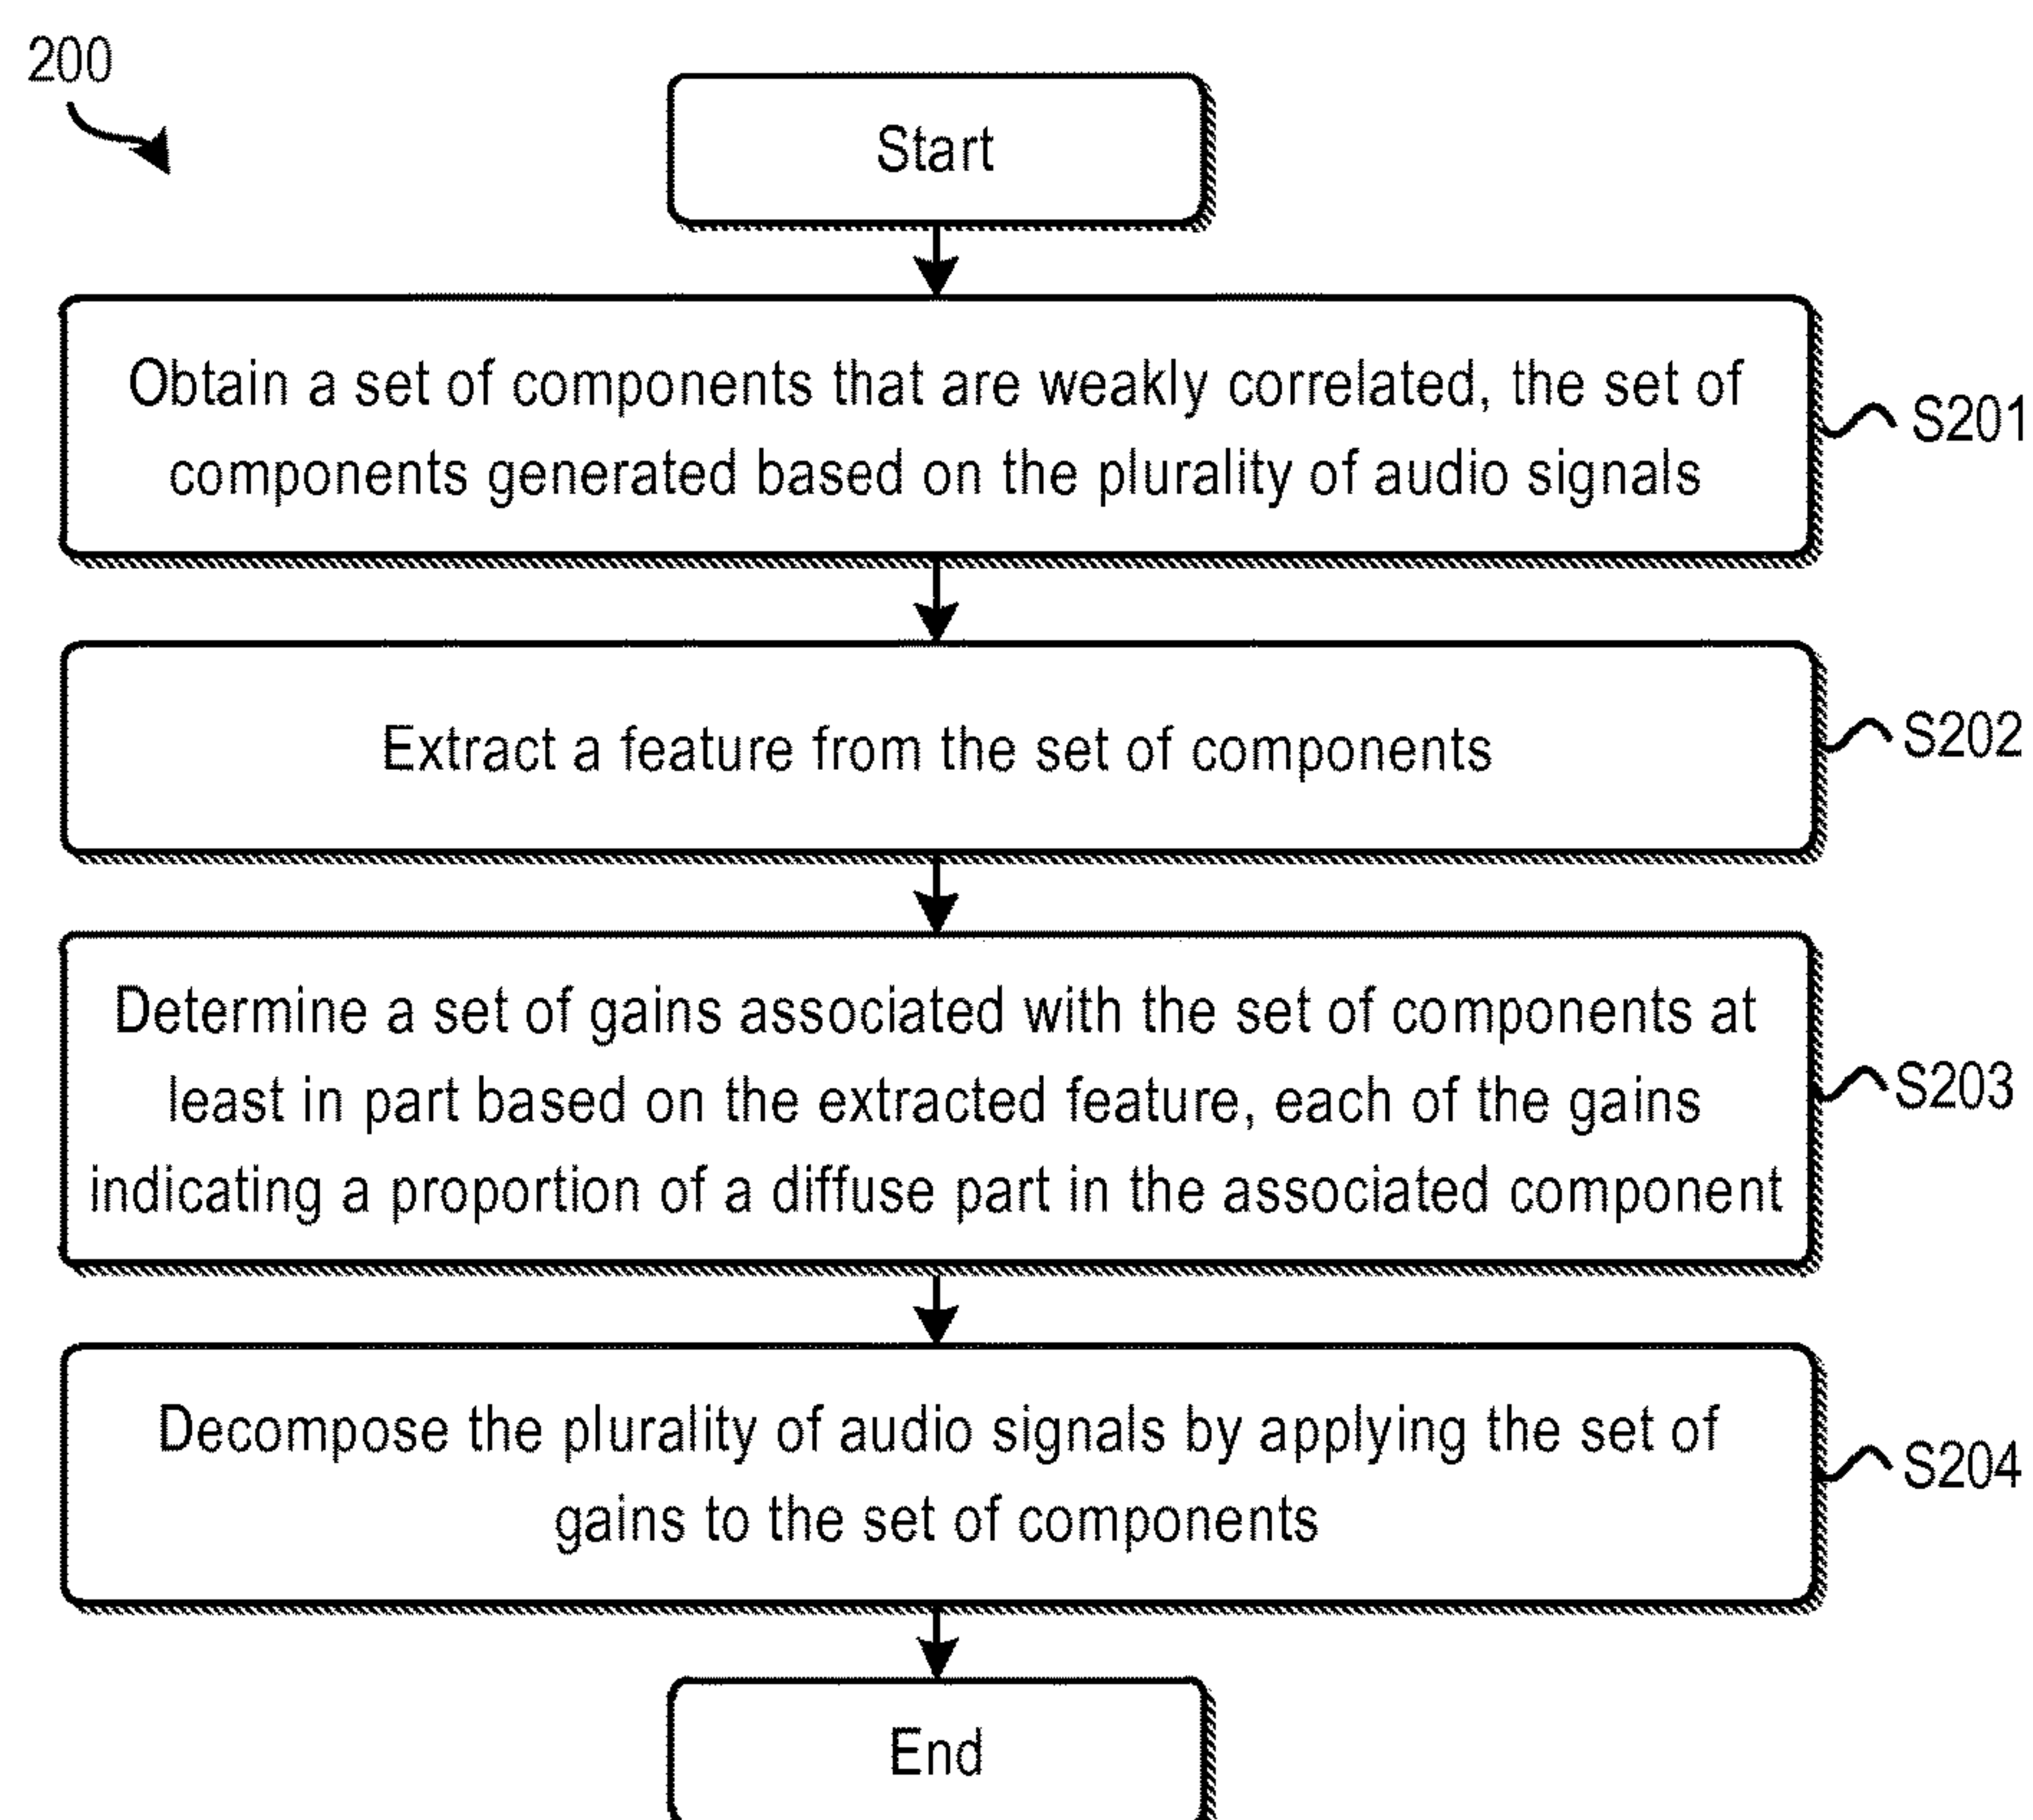 200
Start
Obtain a set of components that are weakly correlated, the set of
components generated based on the plurality of audio signals
S201
Extract a feature from the set of components
S202
Determine a set of gains associated with the set of components at
least in part based on the extracted feature, each of the gains
indicating a proportion of a diffuse part in the associated component
S203
Decompose the plurality of audio signals by applying the set of
gains to the set of components
S204
End